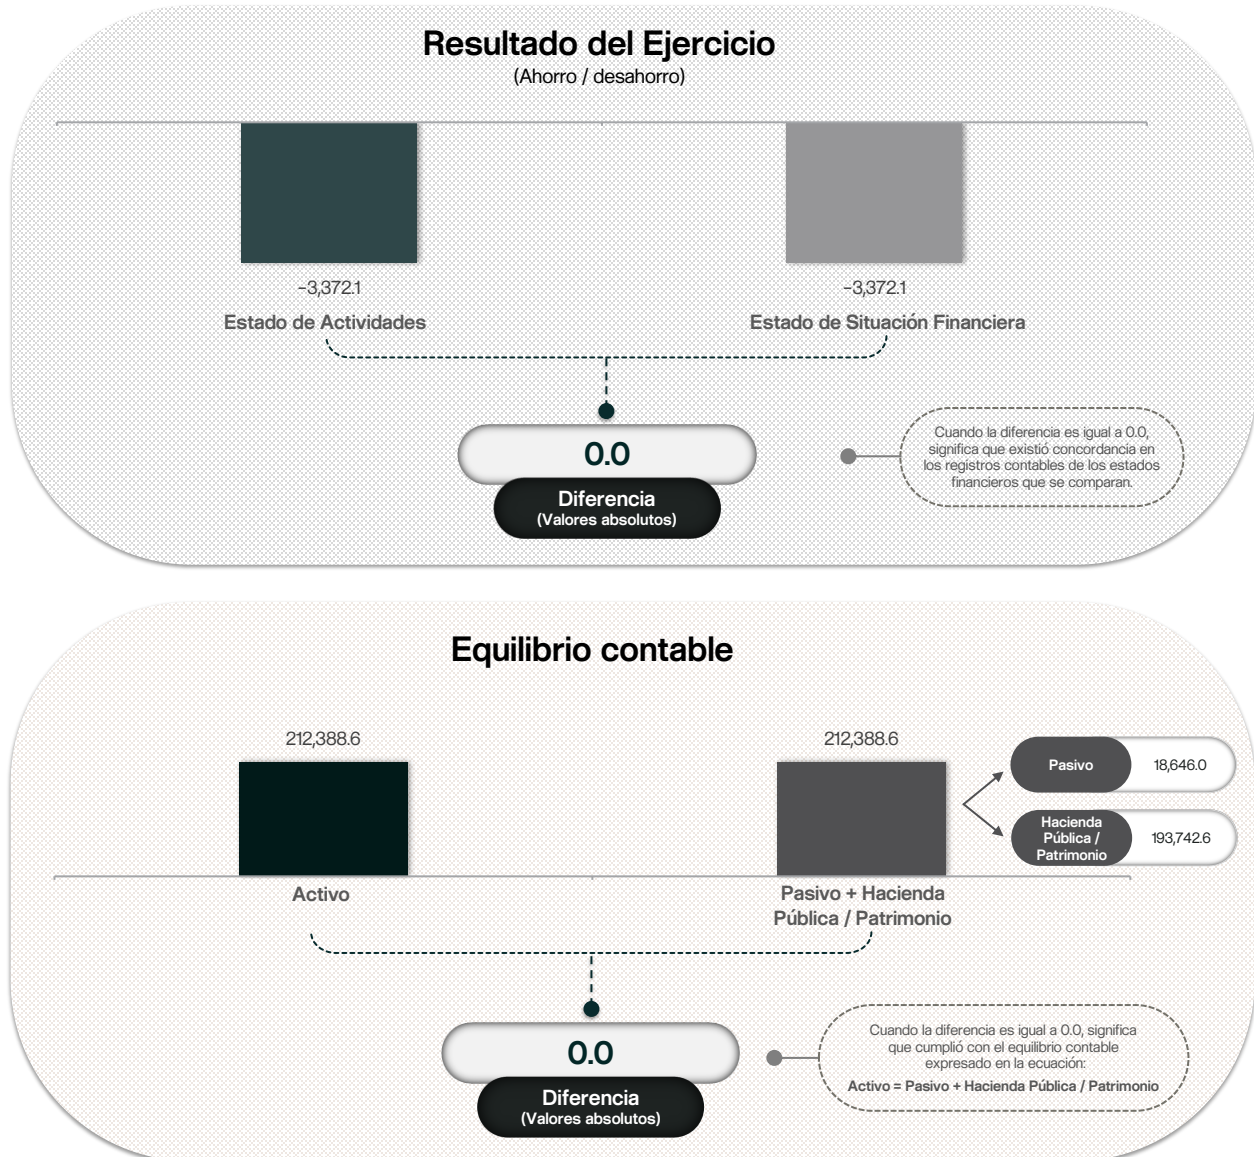 Resultado del Ejercicio
(Ahorro / desahorro)
-3,372.1
-3,372.1
Estado de Actividades
Estado de Situación Financiera
0.0
Diferencia
(Valores absolutos)
Cuando la diferencia es igual a 0.0,
significa que existió concordancia en
los registros contables de los estados
financieros que se comparan.
Equilibrio contable
212,388.6
212,388.6
Pasivo
18,646.0
Hacienda
Pública /
Patrimonio
193,742.6
Activo
Pasivo + Hacienda
Pública / Patrimonio
0.0
Diferencia
(Valores absolutos)
Cuando la diferencia es igual a 0.0, significa
que cumplió con el equilibrio contable
expresado en la ecuación:
Activo = Pasivo + Hacienda Pública / Patrimonio